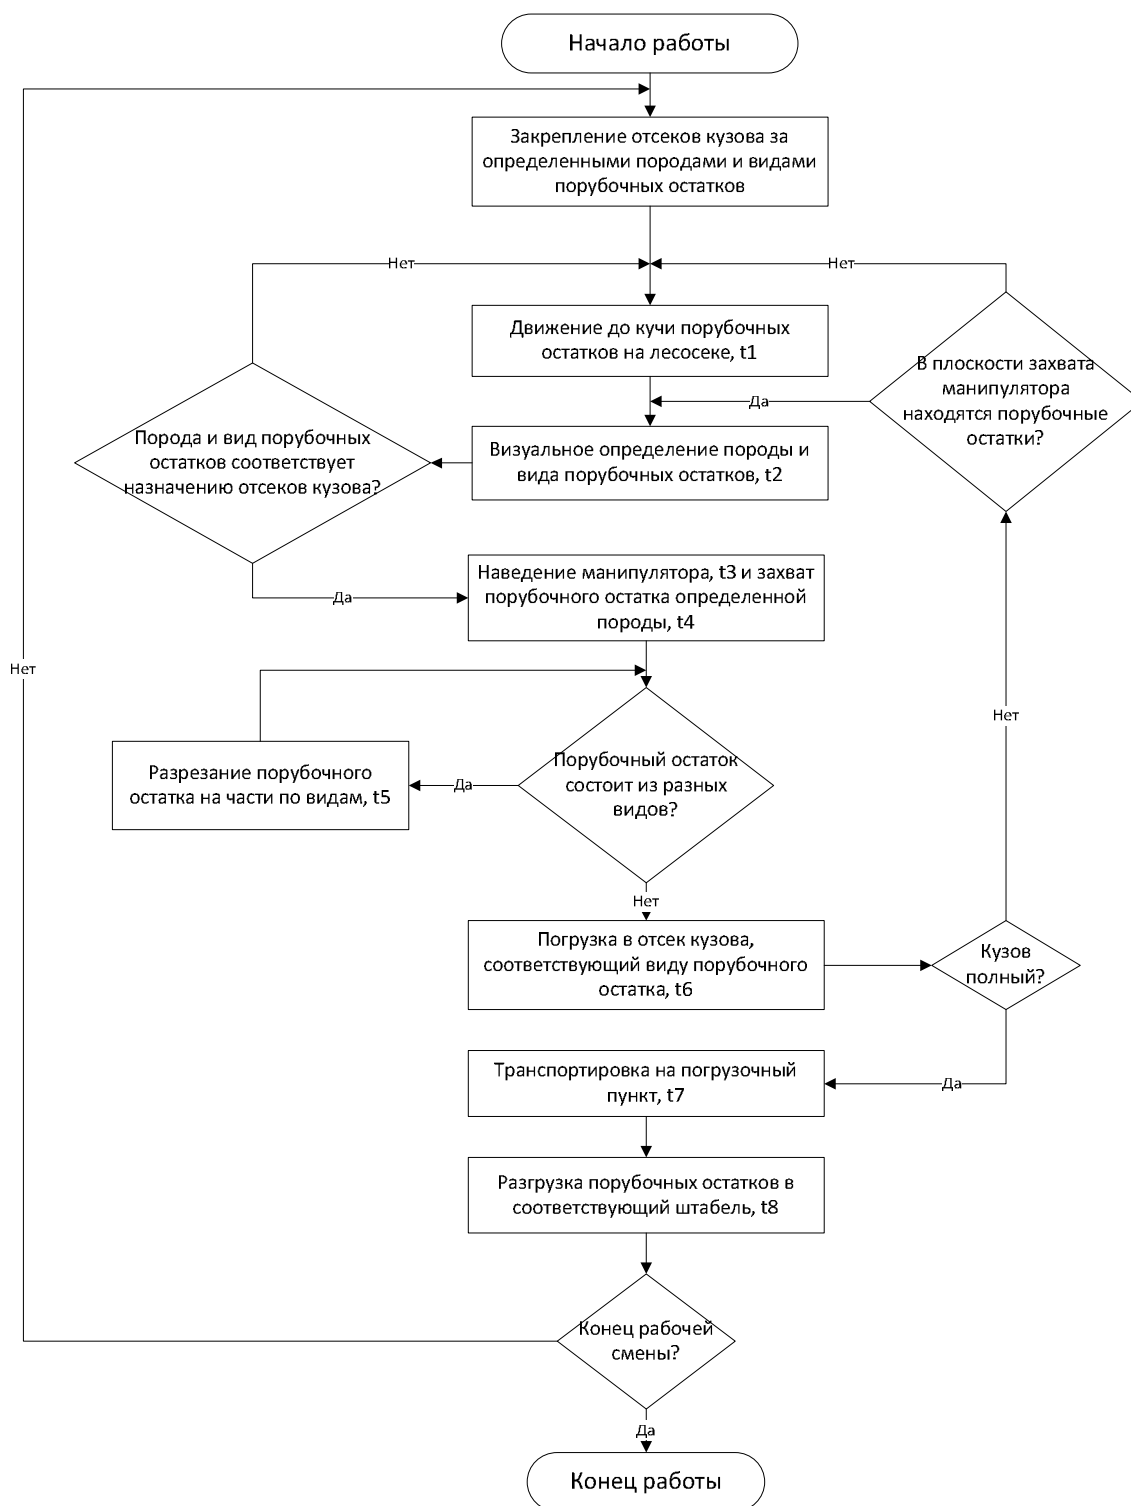 Начало работы
Закрепление отсеков кузова за
определенными породами и видами
порубочных остатков
Нет
Нет
Движение до кучи порубочных
остатков на лесосеке, t1
В плоскости захвата
манипулятора
находятся порубочные
остатки?
Да
Порода и вид порубочных
остатков соответствует
назначению отсеков кузова?
Визуальное определение породы и
вида порубочных остатков, t2
Да
Наведение манипулятора, t3 и захват
порубочного остатка определенной
породы, t4
Нет
Нет
Разрезание порубочного
остатка на части по видам, t5
Да
Порубочный остаток
состоит из разных
видов?
Нет
Погрузка в отсек кузова,
соответствующий виду порубочного
остатка, t6
Кузов
полный?
Транспортировка на погрузочный
пункт, t7
Да
Разгрузка порубочных остатков в
соответствующий штабель, t8
Конец рабочей
смены?
Да
Конец работы